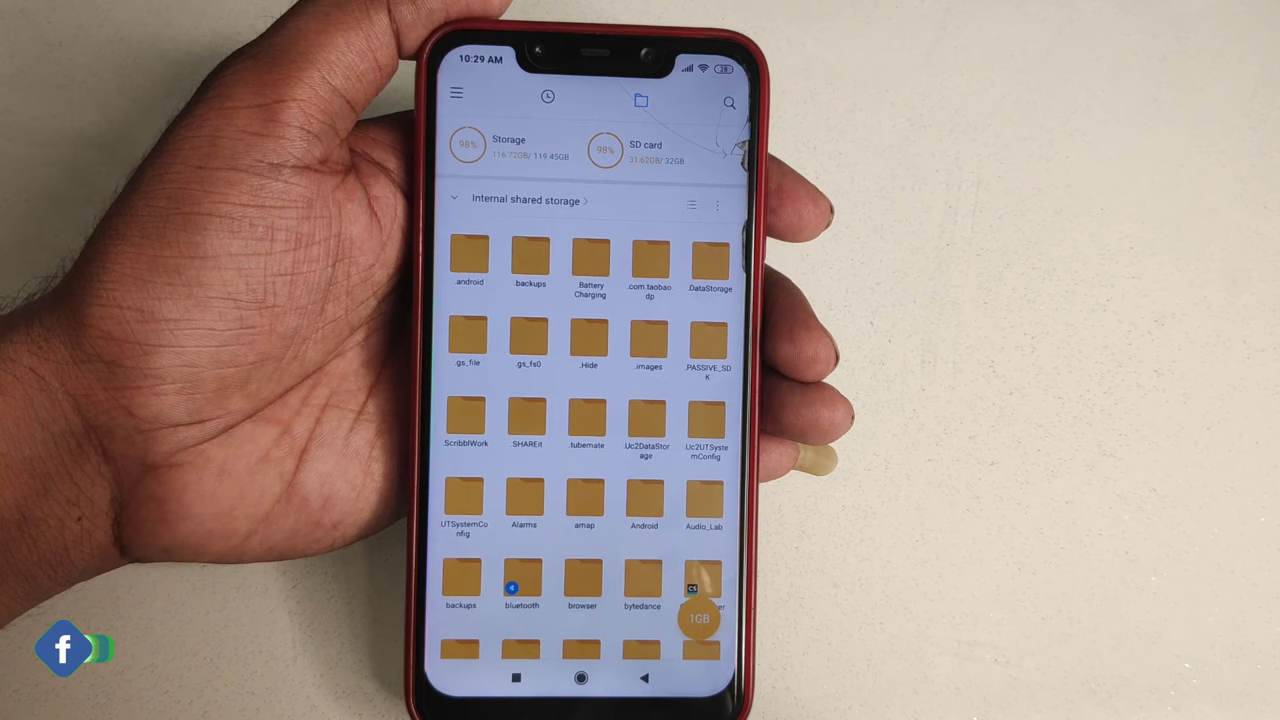 10:29 AM
28
98%
Storage
116.72GB/ 119.45GB
98%
SD card
31.62GB/ 32GB
Internal shared storage
.android
.backups
.Battery
Charging
.com.taobao.
dp
.DataStorage
.gs_file
.gs_fs0
.Hide
.images
.PASSIVE_SD
K
.ScribblWork
.SHAREit
.tubemate
.Uc2DataStor
age
.Uc2UTSyste
mConfig
.UTSystemCo
nfig
Alarms
amap
Android
Audio_Lab
backups
bluetooth
browser
bytedance
CS
1GB
f